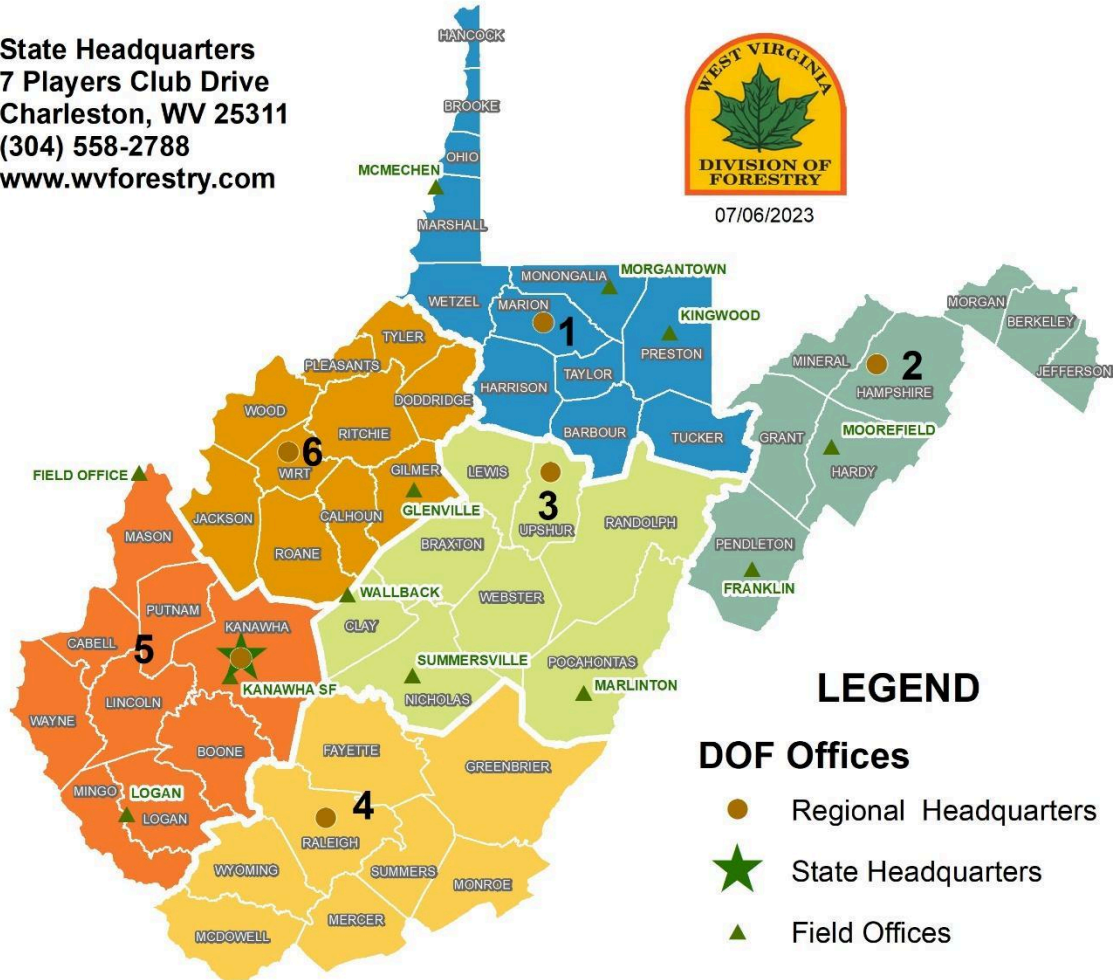 State Headquarters
7 Players Club Drive
Charleston, WV 25311
(304) 558-2788
www.wvforestry.com
WEST VIRGINIA
DIVISION OF
FORESTRY
07/06/2023
HANCOCK
BROOKE
OHIO
MCMECHEN
MARSHALL
WETZEL
MONONGALIA
MORGANTOWN
MARION
1
KINGWOOD
PRESTON
HARRISON
TAYLOR
BARBOUR
TUCKER
MORGAN
BERKELEY
JEFFERSON
MINERAL
2
HAMPSHIRE
GRANT
MOOREFIELD
HARDY
PENDLETON
FRANKLIN
TYLER
PLEASANTS
DODDRIDGE
WOOD
RITCHIE
6
WIRT
GILMER
GLENVILLE
JACKSON
CALHOUN
ROANE
LEWIS
3
UPSHUR
RANDOLPH
BRAXTON
WALLBACK
WEBSTER
CLAY
SUMMERSVILLE
NICHOLAS
POCAHONTAS
MARLINTON
FIELD OFFICE
MASON
PUTNAM
KANAWHA
CABELL
5
KANAWHA SF
LINCOLN
WAYNE
BOONE
MINGO
LOGAN
LOGAN
FAYETTE
GREENBRIER
4
RALEIGH
WYOMING
SUMMERS
MONROE
MERCER
MCDOWELL
LEGEND
DOF Offices
Regional Headquarters
State Headquarters
Field Offices